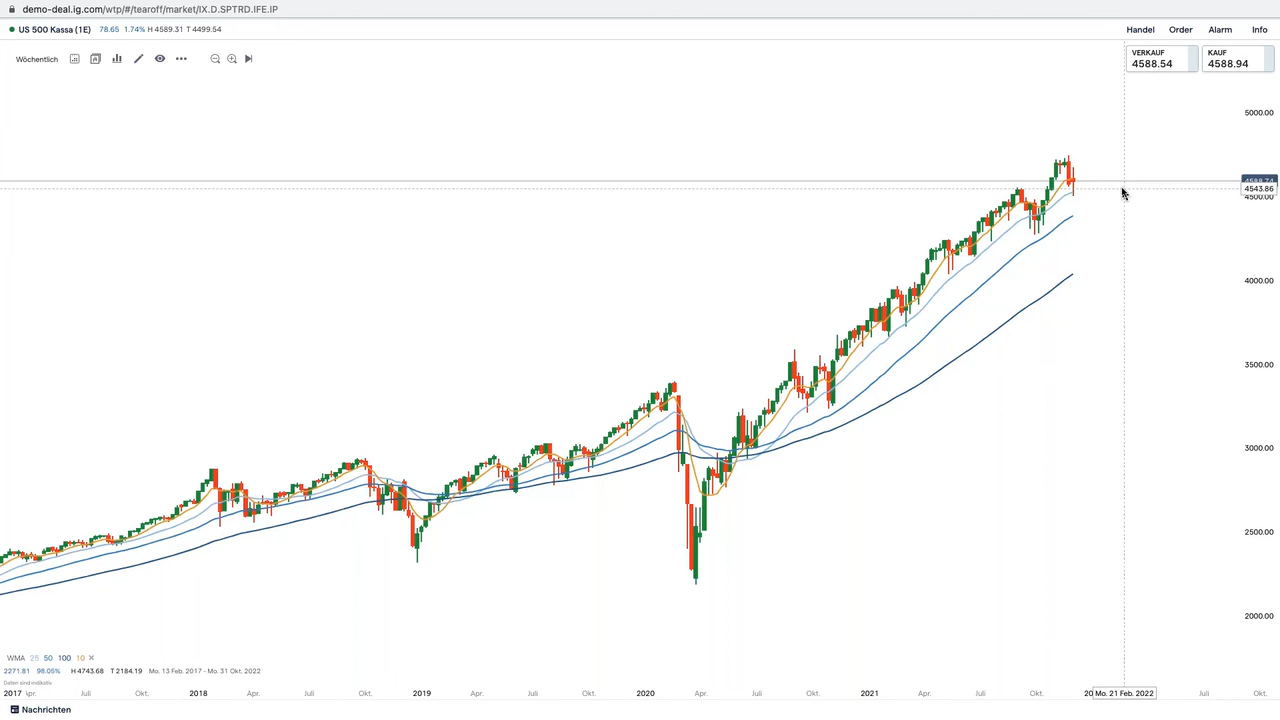 demo-deal.ig.com/wtp/#/tearoff/market/IX.D.SPTRD.IFE.IP
US 500 Kassa (1E) 78.65 1.74% H 4589.31 T 4499.54 Handel Order Alarm Info
Wöchentlich
VERKAUF KAUF
4588.54 4588.94
5000.00
4543.86
4500.00
4000.00
3500.00
3000.00
2500.00
2000.00
WMA 25 50 100 10
2271.81 98.05% H 4743.68 T 2184.19 Mo. 13 Feb. 2017 - Mo. 31 Okt. 2022
Daten sind indikativ
2017 Apr. Juli Okt. 2018 Apr. Juli Okt. 2019 Apr. Juli Okt. 2020 Apr. Juli Okt. 2021 Apr. Juli Okt. 20 Mo. 21 Feb. 2022 Juli Okt.
Nachrichten